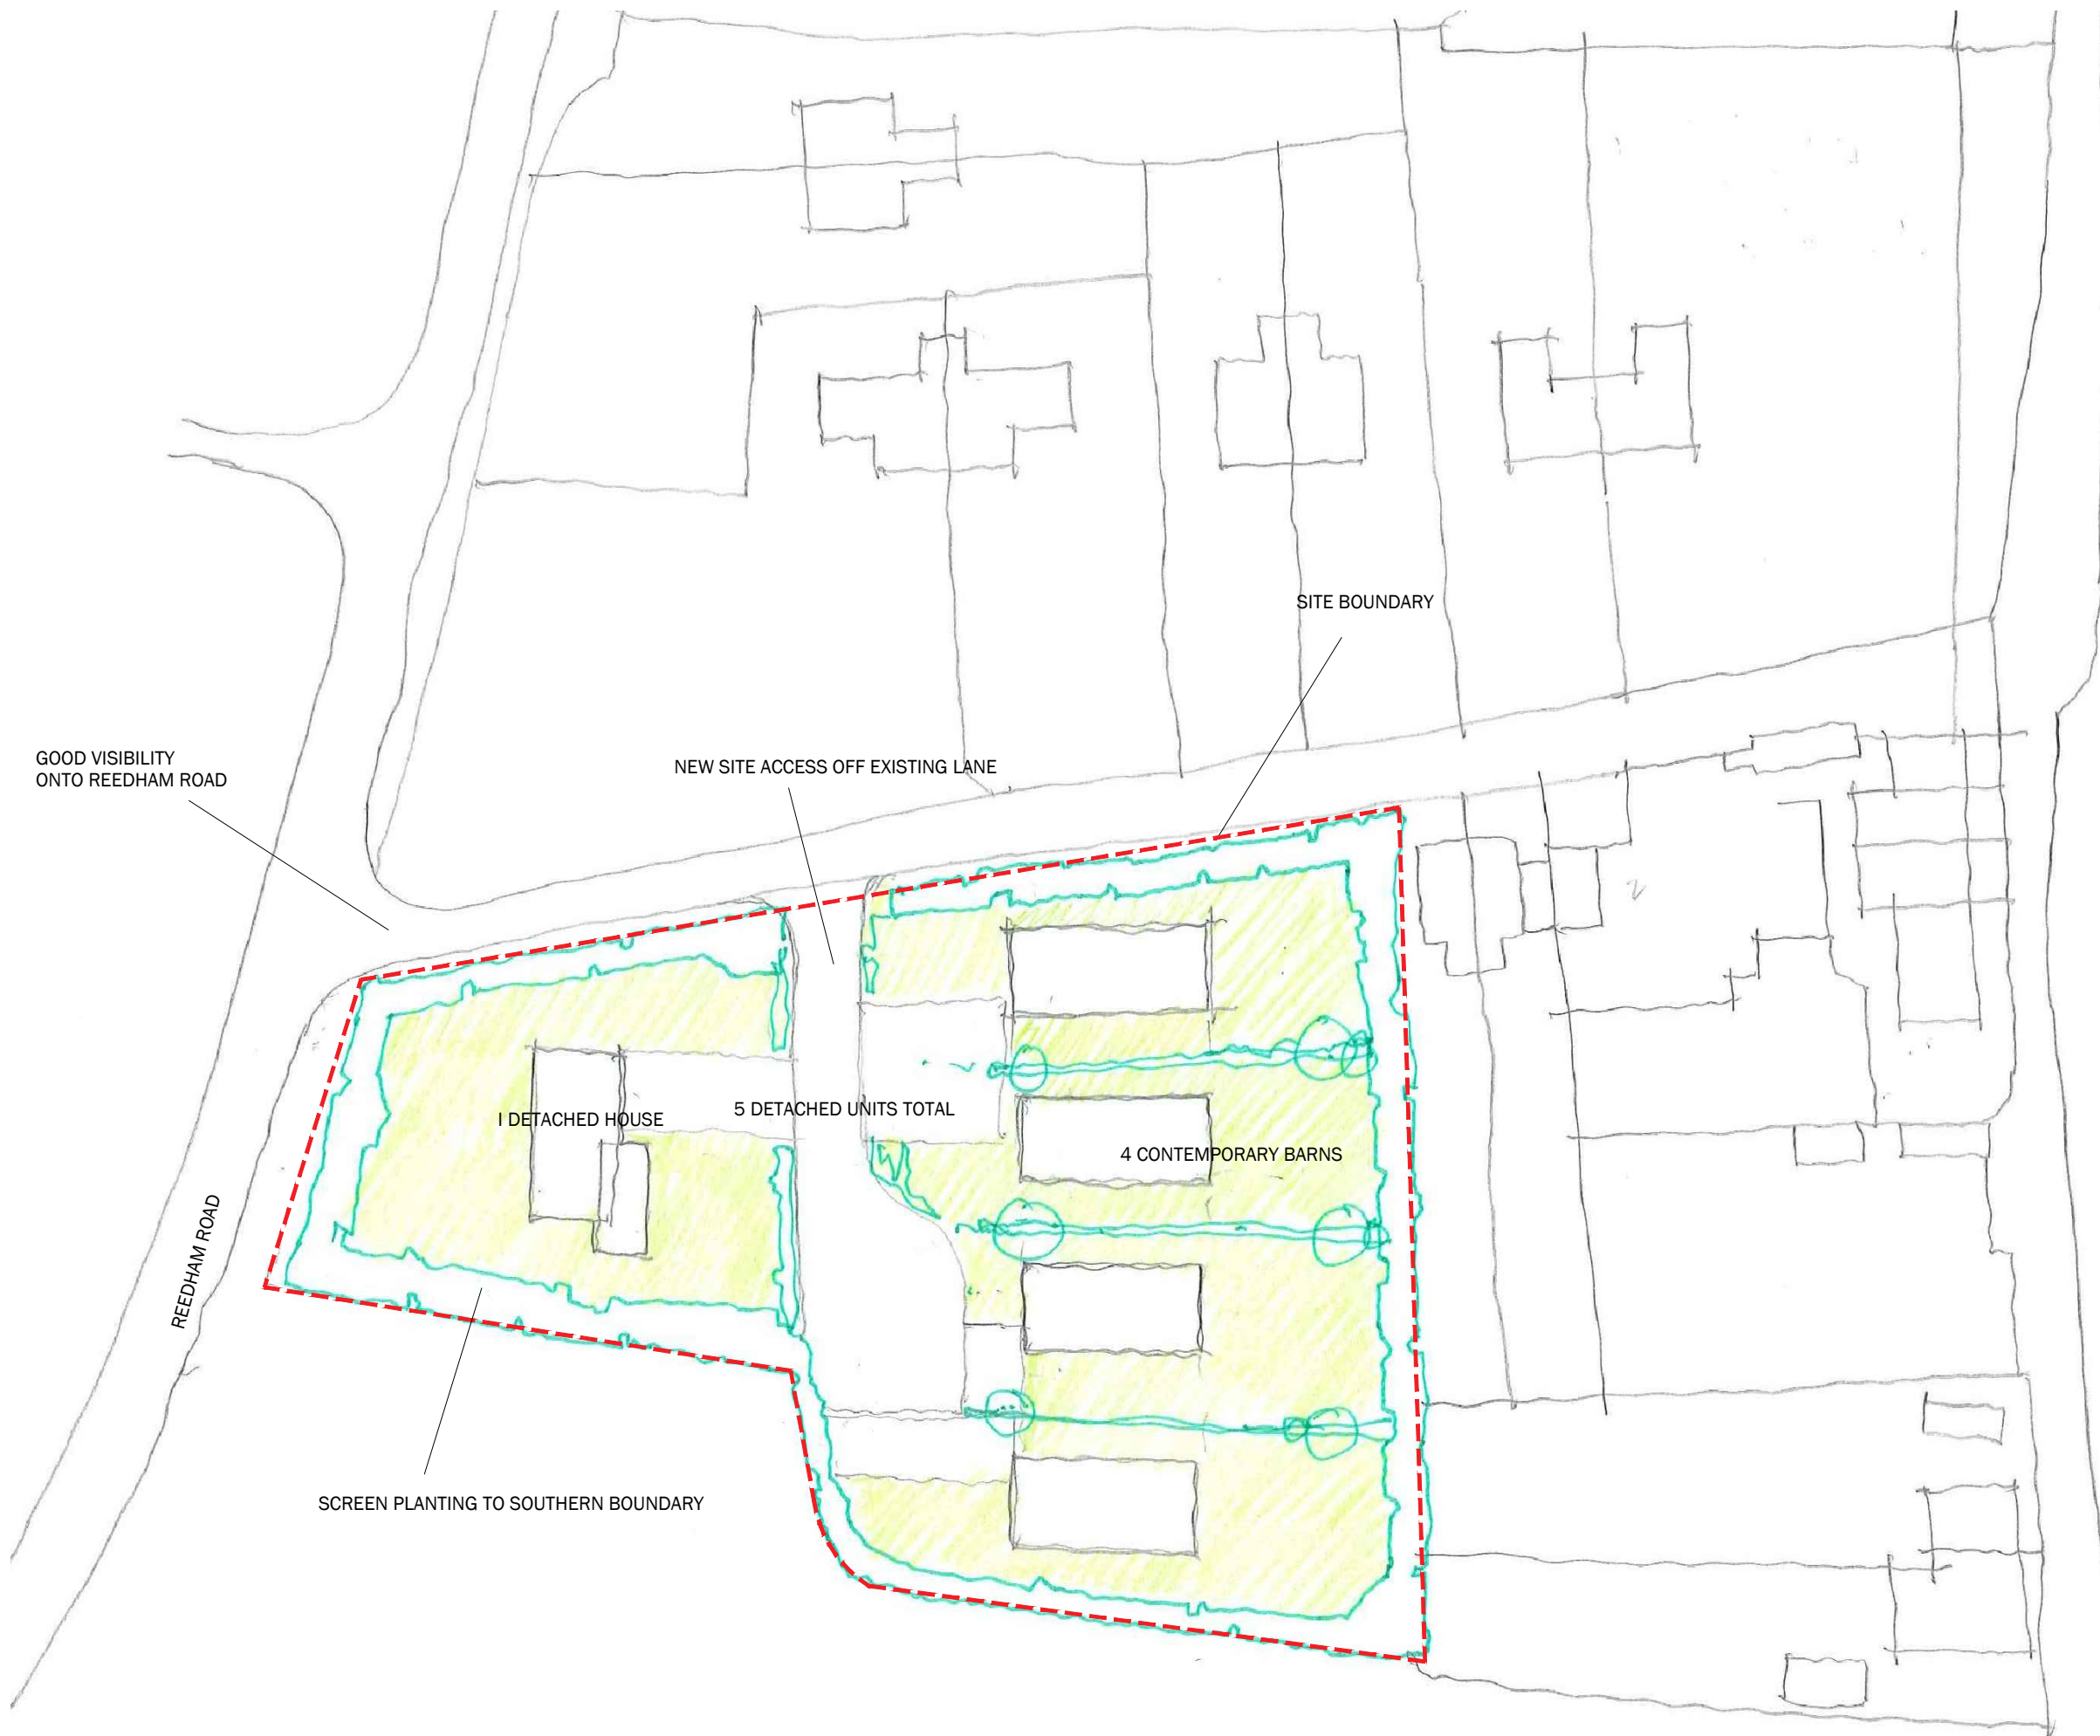 SITE BOUNDARY
GOOD VISIBILITY
ONTO REEDHAM ROAD
NEW SITE ACCESS OFF EXISTING LANE
I DETACHED HOUSE
5 DETACHED UNITS TOTAL
4 CONTEMPORARY BARNS
REEDHAM ROAD
SCREEN PLANTING TO SOUTHERN BOUNDARY